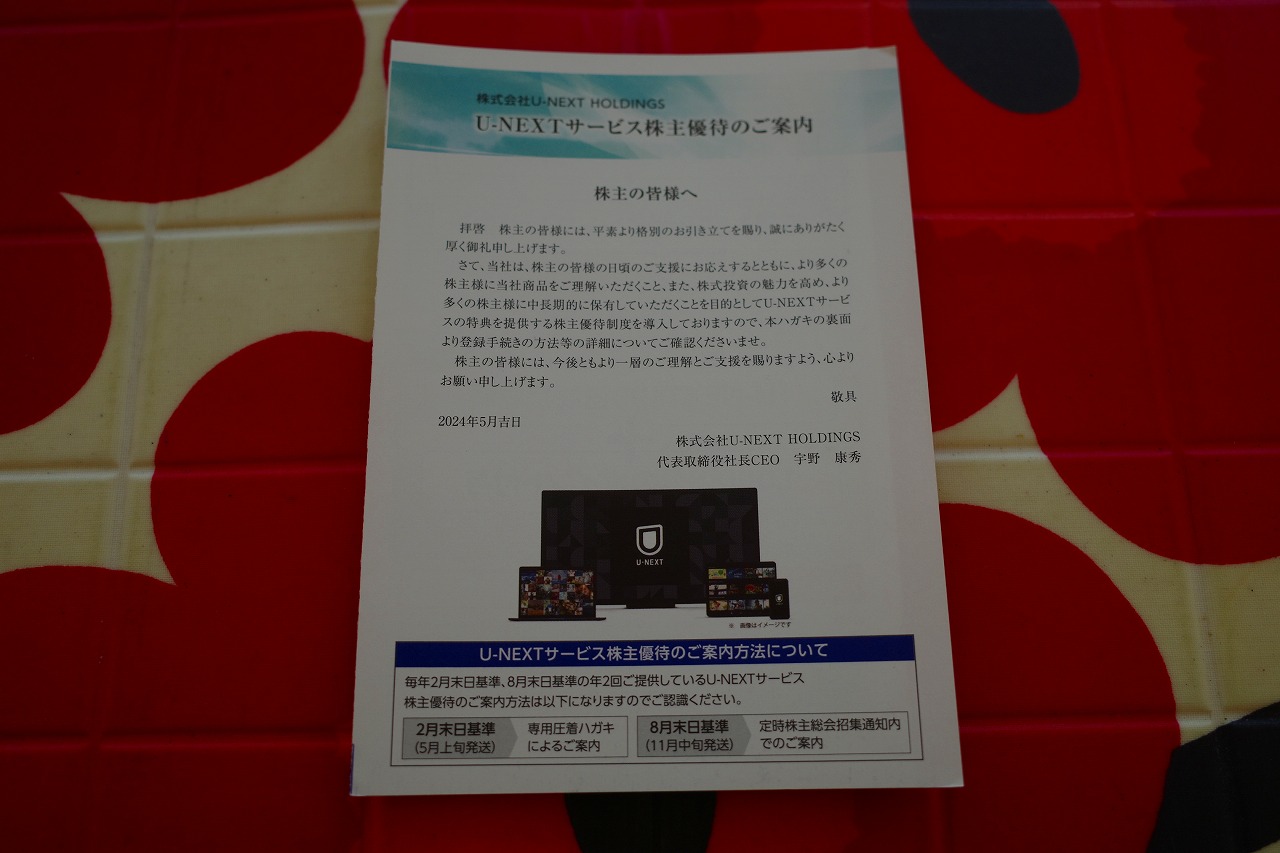 株式会社U-NEXT HOLDINGS
U-NEXTサービス株主優待のご案内
株主の皆様へ
拝啓　株主の皆様には、平素より格別のお引き立てを賜り、誠にありがたく
厚く御礼申し上げます。
さて、当社は、株主の皆様の日頃のご支援にお応えするとともに、より多くの
株主様に当社商品をご理解いただくこと、また、株式投資の魅力を高め、より
多くの株主様に中長期的に保有していただくことを目的としてU-NEXTサービ
スの特典を提供する株主優待制度を導入しておりますので、本ハガキの裏面
より登録手続きの方法等の詳細についてご確認くださいませ。
株主の皆様には、今後ともより一層のご理解とご支援を賜りますよう、心より
お願い申し上げます。
敬具
2024年5月吉日
株式会社U-NEXT HOLDINGS
代表取締役社長CEO　宇野　康秀
U-NEXT
※　画像はイメージです
U-NEXTサービス株主優待のご案内方法について
毎年2月末日基準、8月末日基準の年2回ご提供しているU-NEXTサービス
株主優待のご案内方法は以下になりますのでご認識ください。
2月末日基準
(5月上旬発送)
専用圧着ハガキ
によるご案内
8月末日基準
(11月中旬発送)
定時株主総会招集通知内
でのご案内